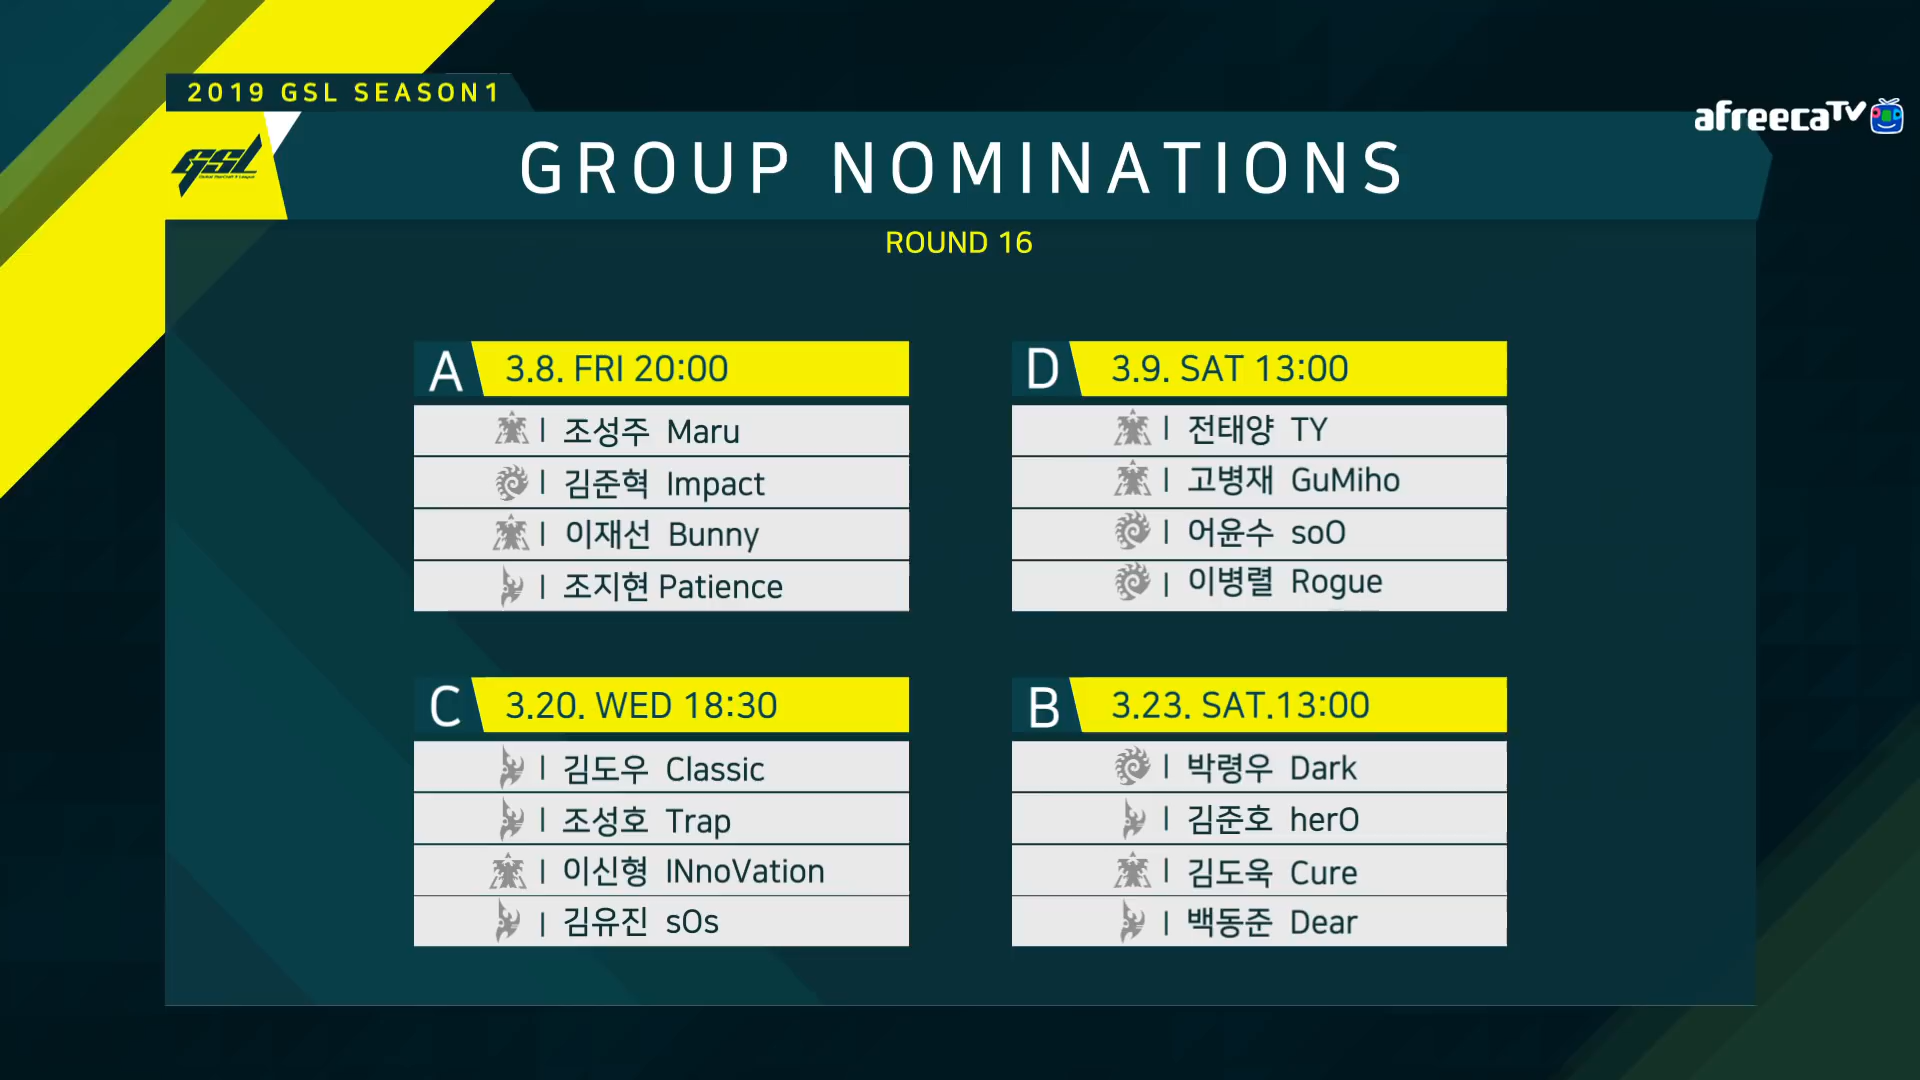 2019 GSL SEASON1
afreecaTV
GSL
GROUP NOMINATIONS
ROUND 16
A 3.8. FRI 20:00
조성주 Maru
김준혁 Impact
이재선 Bunny
조지현 Patience
D 3.9. SAT 13:00
전태양 TY
고병재 GuMiho
어윤수 soO
이병렬 Rogue
C 3.20. WED 18:30
김도우 Classic
조성호 Trap
이신형 INnoVation
김유진 sOs
B 3.23. SAT.13:00
박령우 Dark
김준호 herO
김도욱 Cure
백동준 Dear